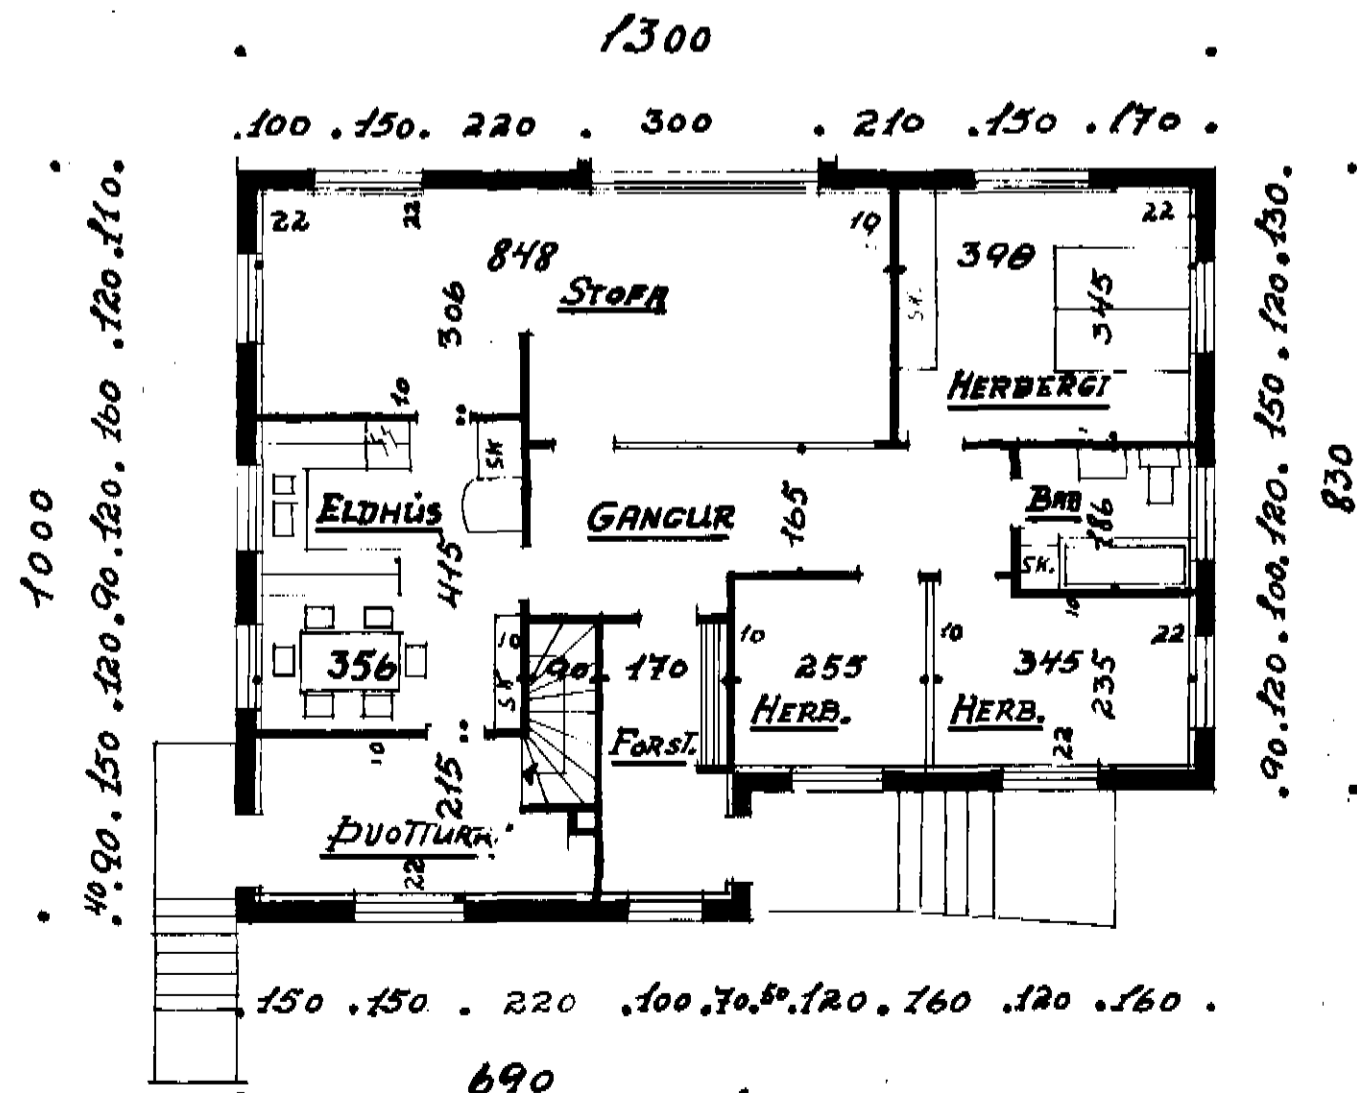 1300
100 . 150 . 220 . 300 . 210 . 150 . 170
22 22 10 22
848 398
STOFA
306 SK. 345
HERBERGI
10
SK
ELDHÚS GANGUR BAÐ
165 186
415 SK.
10
10 10 10 22
356 90 170 255 345 235
SK HERB. HERB.
FORST.
10 22
215
ÞVOTTUR
22
150 . 150 . 220 . 100 . 70 . 50 . 120 . 160 . 120 . 160
690
1000
40 . 90 . 150 . 120 . 90 . 120 . 160 . 120 . 110
90 . 120 . 100 . 120 . 150 . 120 . 130
830